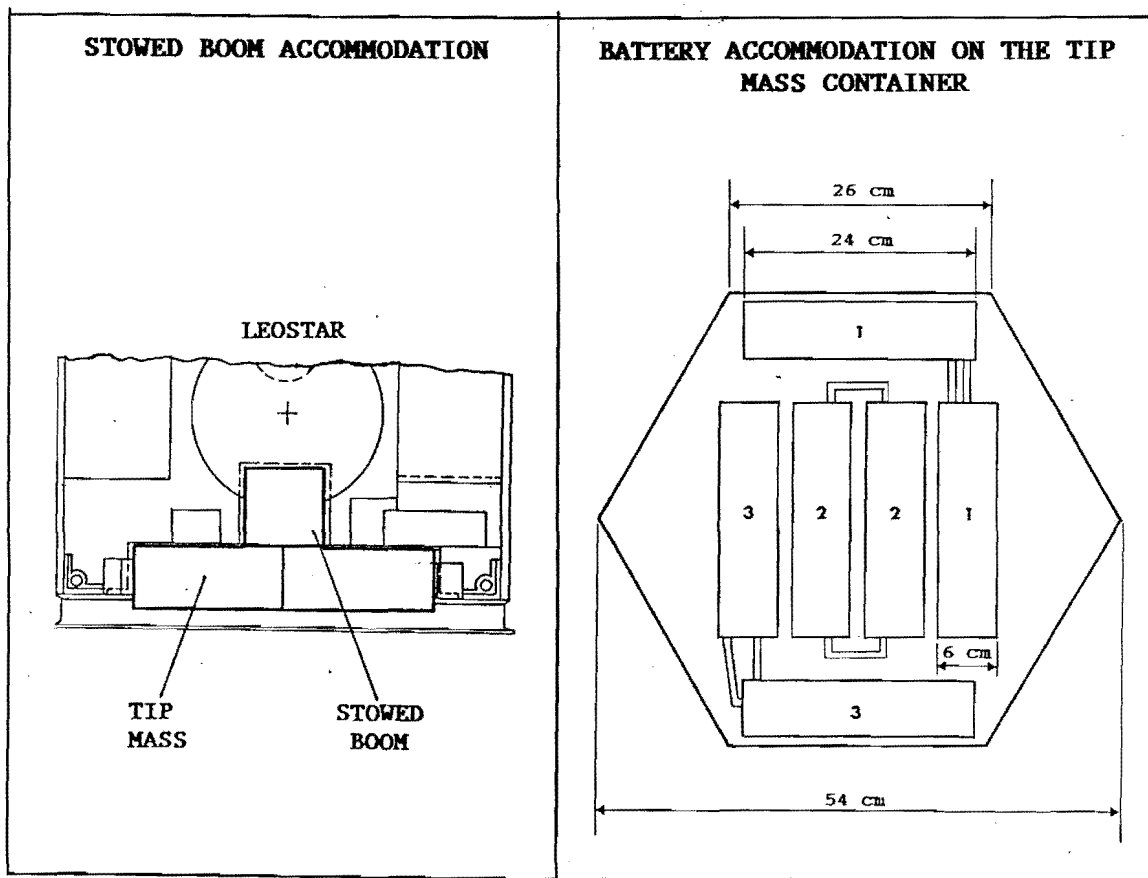 STOWED BOOM ACCOMMODATION
LEOSTAR
TIP
MASS
STOWED
BOOM
BATTERY ACCOMMODATION ON THE TIP
MASS CONTAINER
26 cm
24 cm
1
3
2
2
1
6 cm
3
54 cm